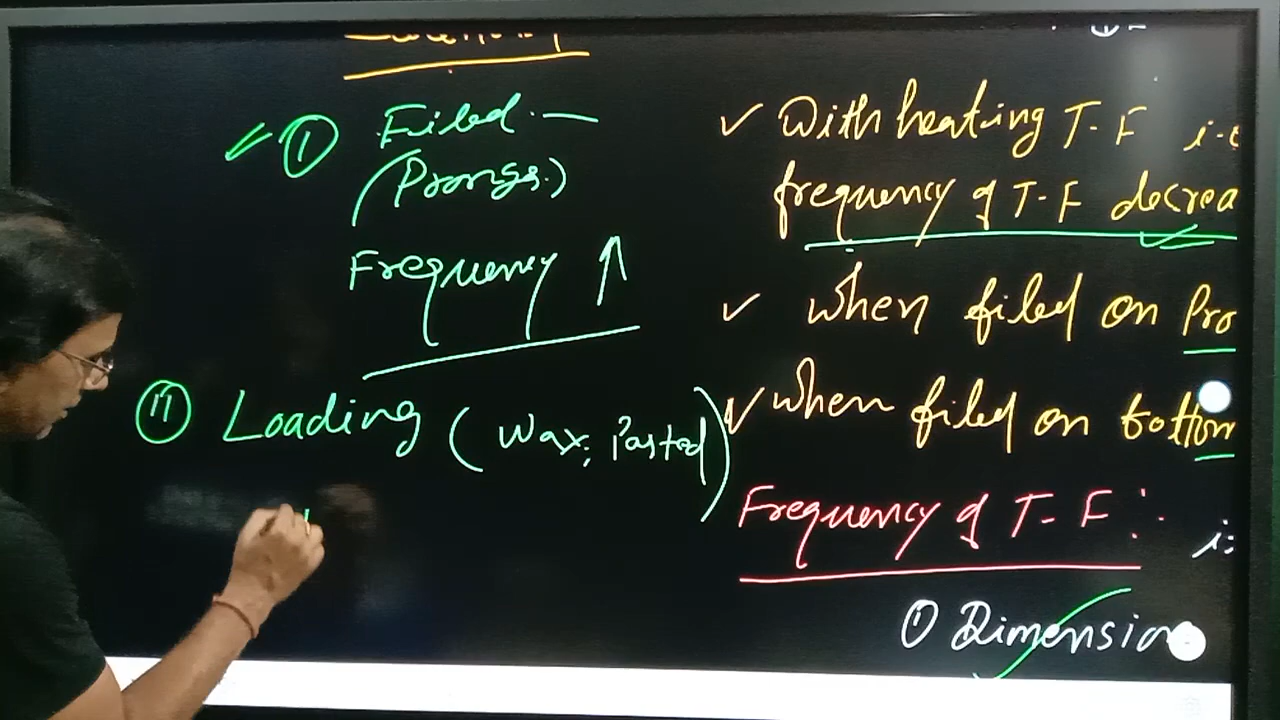 ① Filed. —
(Prongs.)
Frequency ↑
⑪ Loading (Wax, Pasted)
✓ With heating T-F i.e
frequency of T-F decrea
✓ When filed on Pro
✓ When filed on bottom
Frequency of T-F :
① Dimension